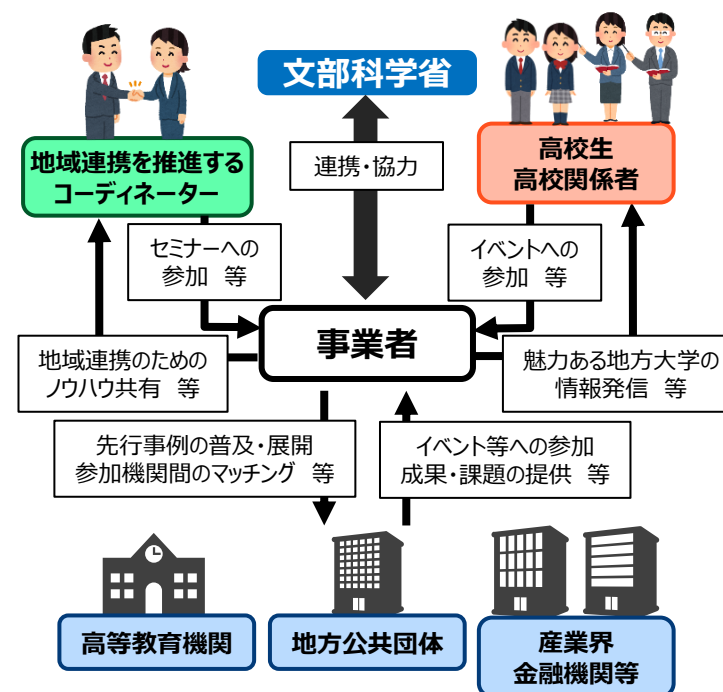 文部科学省
地域連携を推進する
コーディネーター
連携・協力
高校生
高校関係者
セミナーへの
参加　等
イベントへの
参加　等
事業者
地域連携のための
ノウハウ共有　等
魅力ある地方大学の
情報発信　等
先行事例の普及・展開
参加機関間のマッチング　等
イベント等への参加
成果・課題の提供　等
高等教育機関
地方公共団体
産業界
金融機関等